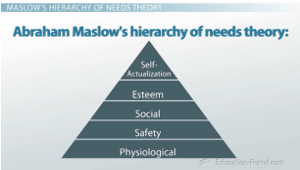 MASLOW'S HIERARCHY OF NEEDS THEORY
Abraham Maslow's hierarchy of needs theory:
Self-
Actualization
Esteem
Social
Safety
Physiological
Education-Portal.com